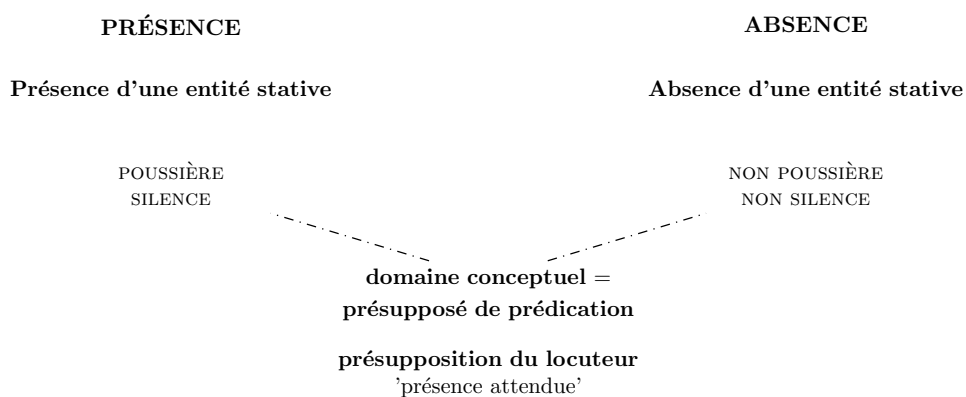 PRÉSENCE
ABSENCE
Présence d'une entité stative
Absence d'une entité stative
POUSSIÈRE
NON POUSSIÈRE
SILENCE
NON SILENCE
domaine conceptuel =
présupposé de prédication
présupposition du locuteur
’présence attendue’